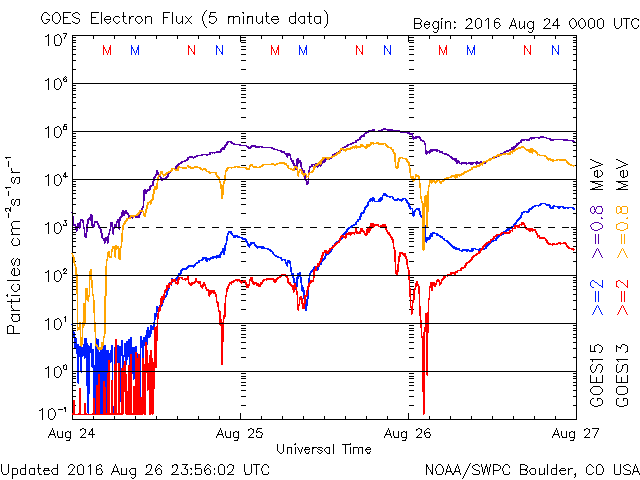 GOES Electron Flux (5 minute data)
Begin: 2016 Aug 24 0000 UTC
M M N N M M N N M M N N
10⁷
10⁶
10⁵
10⁴
10³
10²
10¹
10⁰
10⁻¹
Particles cm⁻²s⁻¹sr⁻¹
Aug 24 Aug 25 Aug 26 Aug 27
Universal Time
GOES15 >=2 >=0.8 MeV
GOES13 >=2 >=0.8 MeV
Updated 2016 Aug 26 23:56:02 UTC
NOAA/SWPC Boulder, CO USA